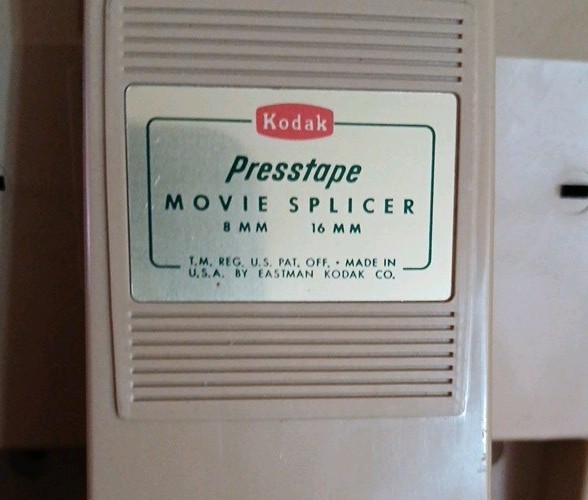 Kodak
Presstape
MOVIE SPLICER
8 MM 16 MM
T.M. REG. U.S. PAT. OFF. • MADE IN
U.S.A. BY EASTMAN KODAK CO.